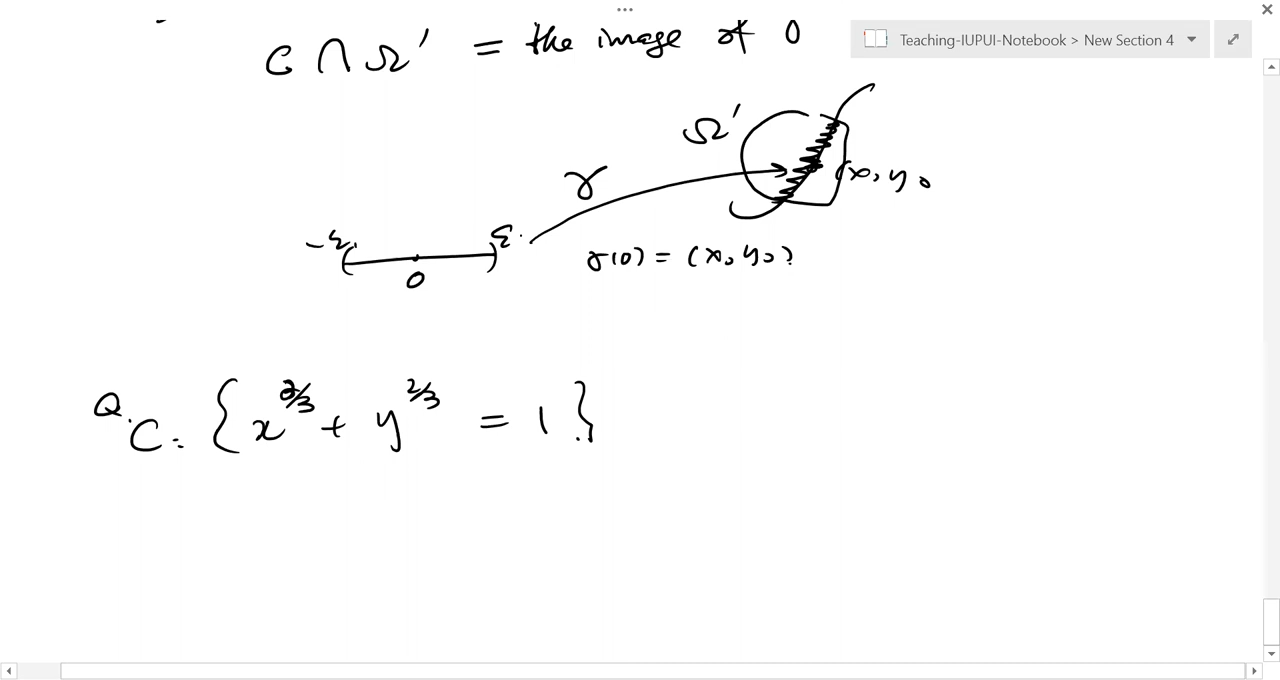 C ∩ Ω' = the image of 0
Teaching-IUPUI-Notebook > New Section 4
Ω'
γ
(x, y₀
-ε ε
0
γ(0) = (x₀ y₀)
Q. C = { x^{2/3} + y^{2/3} = 1 }